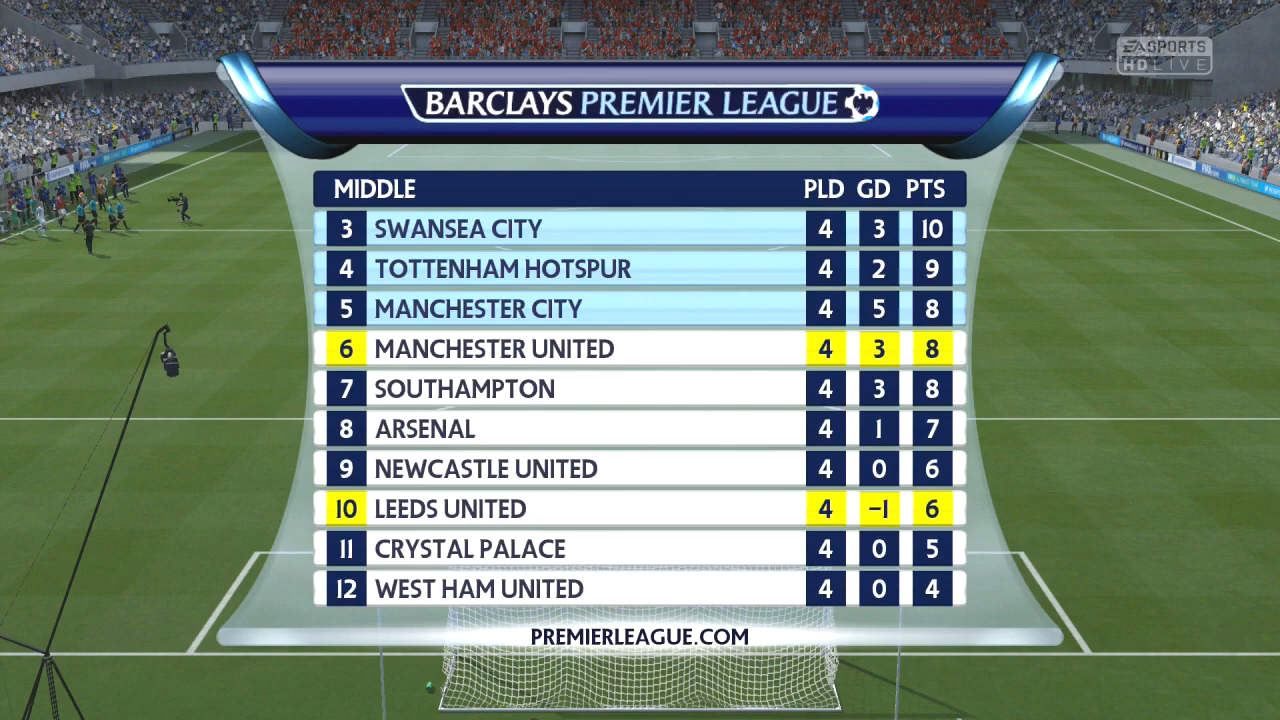 EA SPORTS
HD LIVE
BARCLAYS PREMIER LEAGUE
MIDDLE PLD GD PTS
3 SWANSEA CITY 4 3 10
4 TOTTENHAM HOTSPUR 4 2 9
5 MANCHESTER CITY 4 5 8
6 MANCHESTER UNITED 4 3 8
7 SOUTHAMPTON 4 3 8
8 ARSENAL 4 1 7
9 NEWCASTLE UNITED 4 0 6
10 LEEDS UNITED 4 -1 6
11 CRYSTAL PALACE 4 0 5
12 WEST HAM UNITED 4 0 4
PREMIERLEAGUE.COM